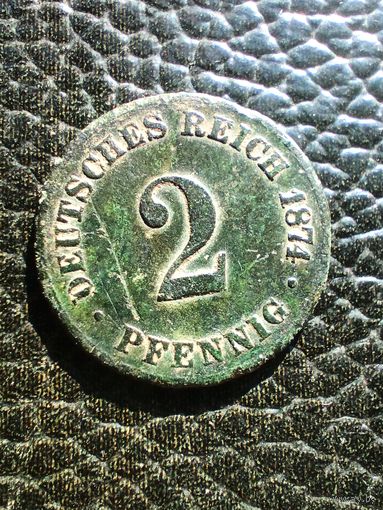 DEUTSCHES REICH 1874
2
PFENNIG